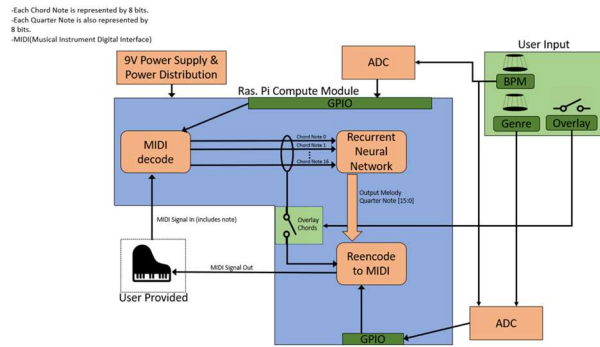 -Each Chord Note is represented by 8 bits.
-Each Quarter Note is also represented by
8 bits.
-MIDI(Musical Instrument Digital Interface)
9V Power Supply &
Power Distribution
ADC
User Input
BPM
Genre
Overlay
Ras. Pi Compute Module
GPIO
MIDI
decode
Chord Note 0
Chord Note 1
Chord Note 16
Recurrent
Neural
Network
Output Melody
Quarter Note [15:0]
MIDI Signal In (includes note)
Overlay
Chords
Reencode
to MIDI
MIDI Signal Out
User Provided
GPIO
ADC